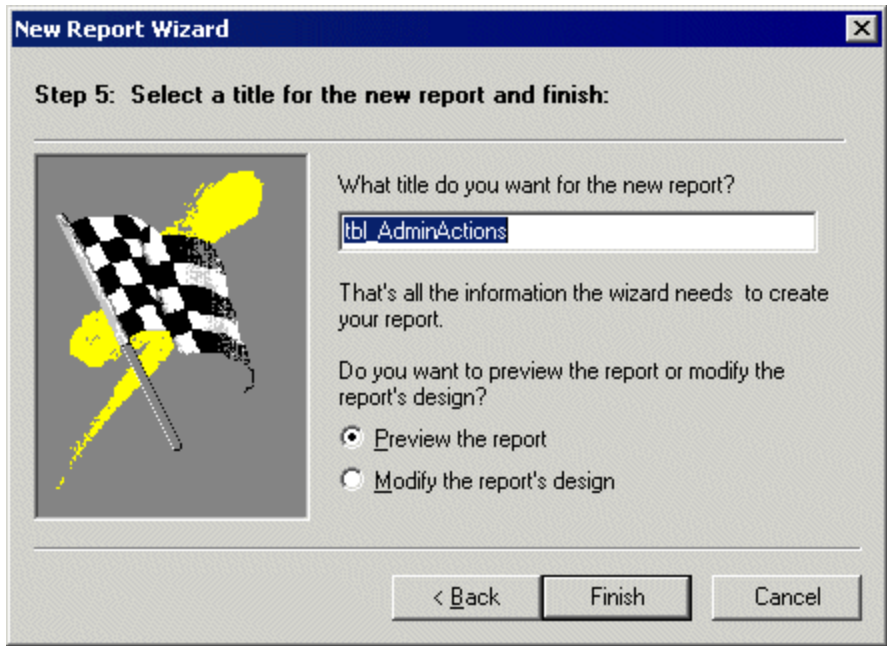 New Report Wizard
Step 5:  Select a title for the new report and finish:
What title do you want for the new report?
tbl_AdminActions
That's all the information the wizard needs  to create
your report.
Do you want to preview the report or modify the
report's design?
Preview the report
Modify the report's design
< Back
Finish
Cancel